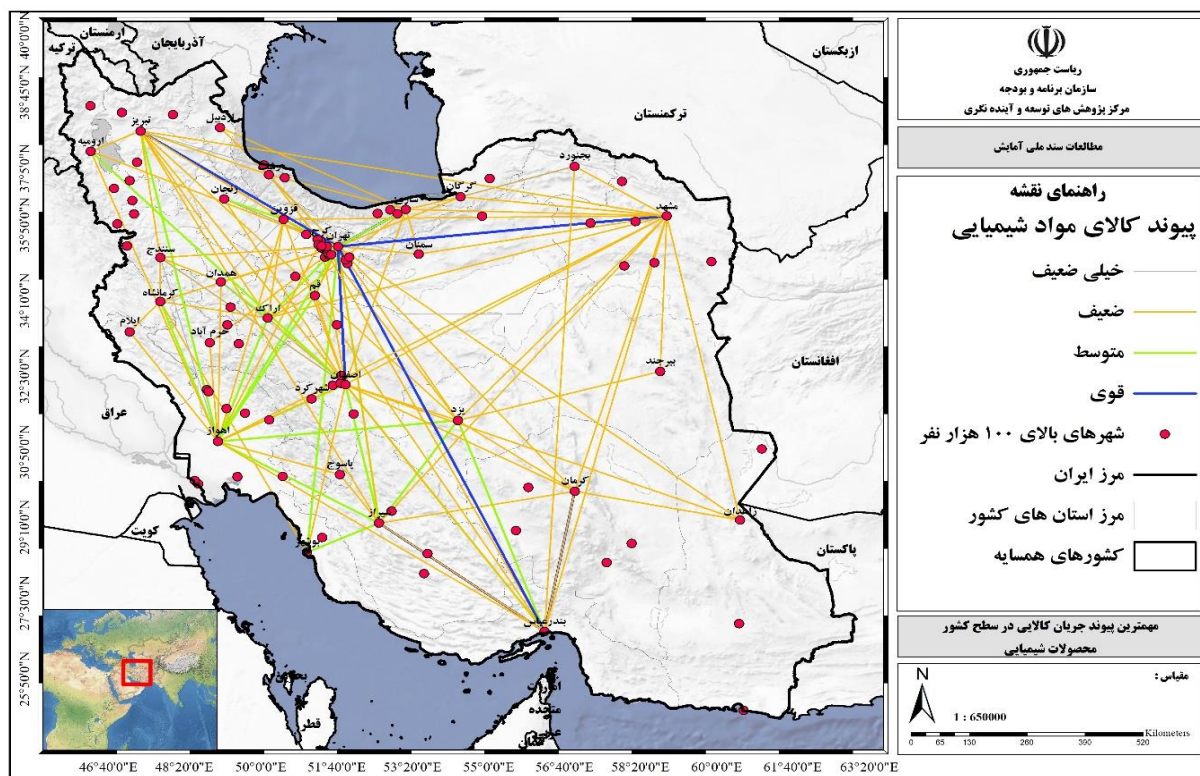 ریاست جمهوری
سازمان برنامه و بودجه
مرکز پژوهش های توسعه و آینده نگری
مطالعات سند ملی آمایش
راهنمای نقشه
پیوند کالای مواد شیمیایی
خیلی ضعیف
ضعیف
متوسط
قوی
شهرهای بالای ۱۰۰ هزار نفر
مرز ایران
مرز استان های کشور
کشورهای همسایه
مهمترین پیوند جریان کالایی در سطح کشور
محصولات شیمیایی
مقیاس :
N
1 : 650000
Kilometers
0 65 130 260 390 520
ارمنستان
آذربایجان
ترکیه
ازبکستان
ترکمنستان
افغانستان
پاکستان
عراق
کویت
بحرین
قطر
امارات
متحده
عربی
عمان
تبریز
اردبیل
ارومیه
رشت
زنجان
قزوین
کرج
تهران
ساری
گرگان
بجنورد
مشهد
سمنان
سنندج
همدان
قم
کرمانشاه
اراک
ایلام
خرم آباد
بیرجند
اصفهان
شهرکرد
یزد
اهواز
یاسوج
کرمان
شیراز
زاهدان
بوشهر
بندرعباس
40°0'0"N
38°45'0"N
37°5'0"N
35°50'0"N
34°10'0"N
32°30'0"N
30°50'0"N
29°10'0"N
27°30'0"N
25°50'0"N
46°40'0"E 48°20'0"E 50°0'0"E 51°40'0"E 53°20'0"E 55°0'0"E 56°40'0"E 58°20'0"E 60°0'0"E 61°40'0"E 63°20'0"E